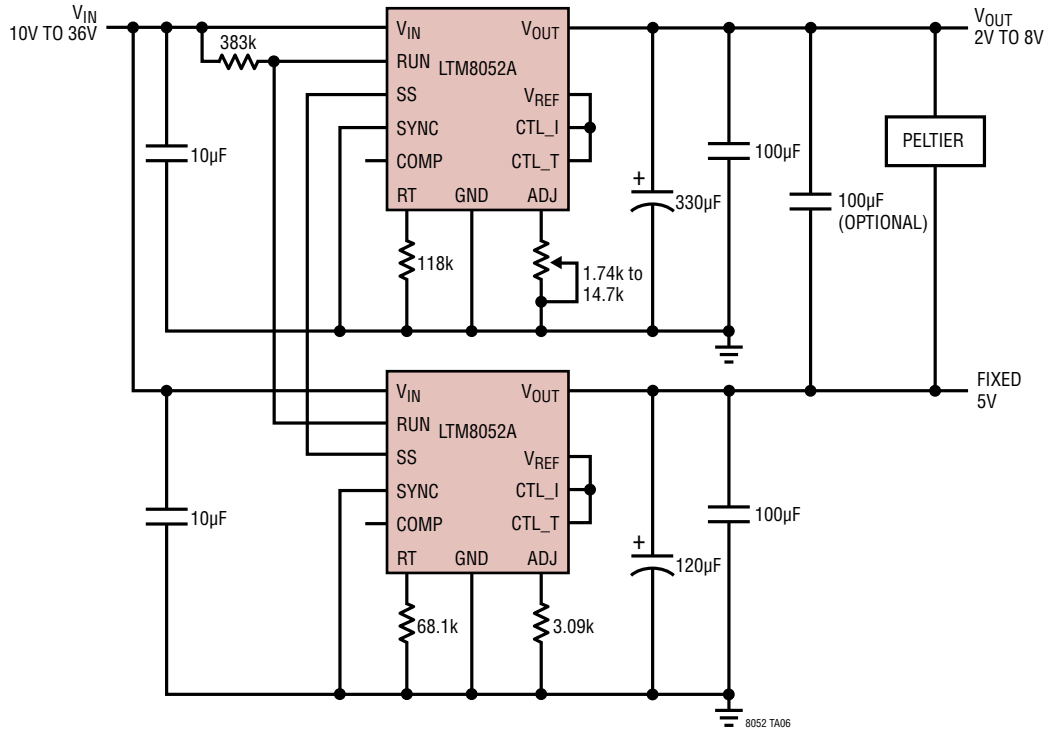 VIN
10V TO 36V
383k
10µF
VIN
RUN
SS
SYNC
COMP
RT
GND
ADJ
LTM8052A
VOUT
VREF
CTL_I
CTL_T
118k
1.74k to
14.7k
330µF
+
100µF
100µF
(OPTIONAL)
PELTIER
VOUT
2V TO 8V
10µF
VIN
RUN
SS
SYNC
COMP
RT
GND
ADJ
LTM8052A
VOUT
VREF
CTL_I
CTL_T
68.1k
3.09k
+
120µF
100µF
FIXED
5V
8052 TA06